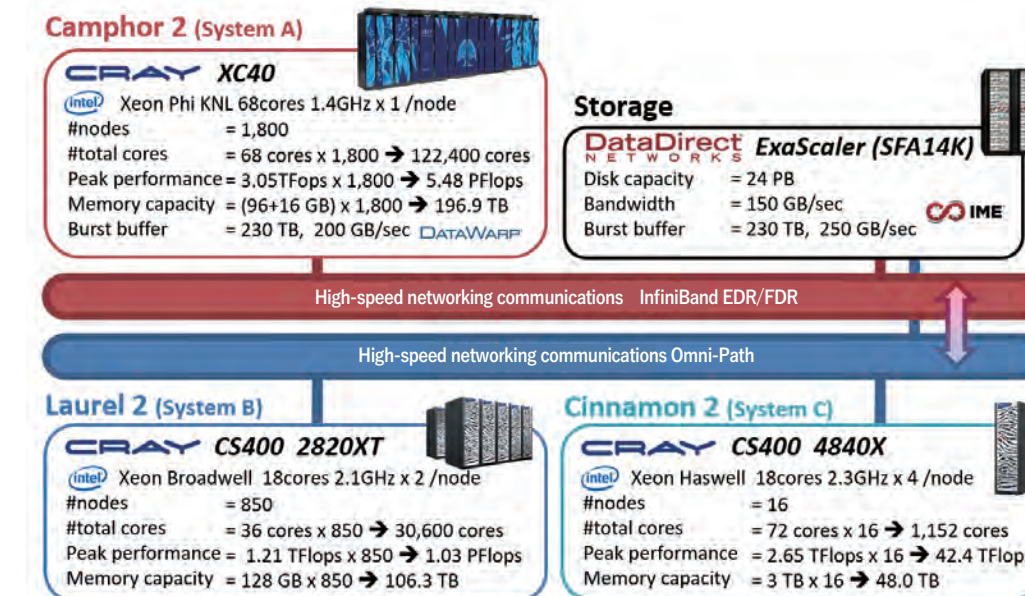 Camphor 2 (System A)
CRAY XC40
intel Xeon Phi KNL 68cores 1.4GHz x 1 /node
#nodes = 1,800
#total cores = 68 cores x 1,800 ➔ 122,400 cores
Peak performance = 3.05TFops x 1,800 ➔ 5.48 PFlops
Memory capacity = (96+16 GB) x 1,800 ➔ 196.9 TB
Burst buffer = 230 TB, 200 GB/sec DATAWARP
Storage
DataDirect NETWORKS ExaScaler (SFA14K)
Disk capacity = 24 PB
Bandwidth = 150 GB/sec
Burst buffer = 230 TB, 250 GB/sec
IME
High-speed networking communications InfiniBand EDR/FDR
High-speed networking communications Omni-Path
Laurel 2 (System B)
CRAY CS400 2820XT
intel Xeon Broadwell 18cores 2.1GHz x 2 /node
#nodes = 850
#total cores = 36 cores x 850 ➔ 30,600 cores
Peak performance = 1.21 TFlops x 850 ➔ 1.03 PFlops
Memory capacity = 128 GB x 850 ➔ 106.3 TB
Cinnamon 2 (System C)
CRAY CS400 4840X
intel Xeon Haswell 18cores 2.3GHz x 4 /node
#nodes = 16
#total cores = 72 cores x 16 ➔ 1,152 cores
Peak performance = 2.65 TFlops x 16 ➔ 42.4 TFlop
Memory capacity = 3 TB x 16 ➔ 48.0 TB